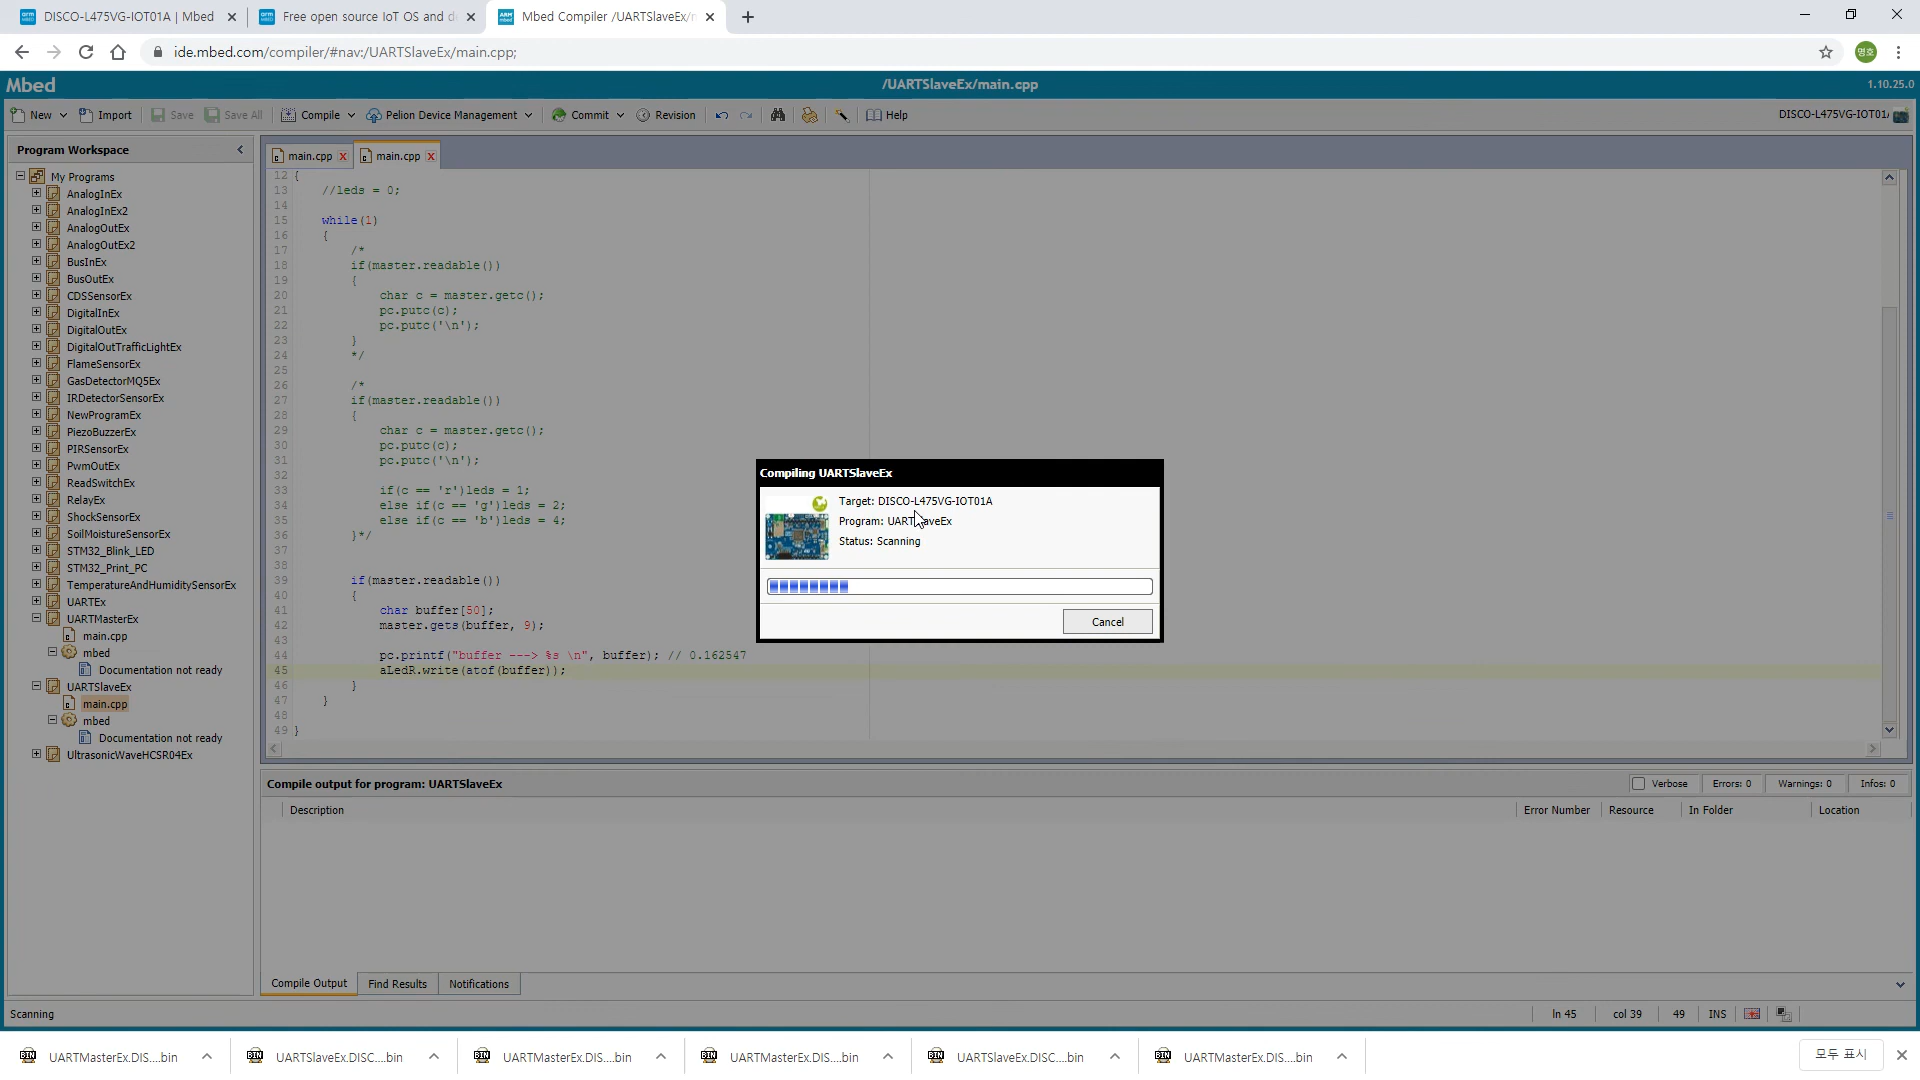 DISCO-L475VG-IOT01A | Mbed
Free open source IoT OS and d
Mbed Compiler /UARTSlaveEx/m
ide.mbed.com/compiler/#nav:/UARTSlaveEx/main.cpp;
명호
Mbed
/UARTSlaveEx/main.cpp
1.10.25.0
New
Import
Save
Save All
Compile
Pelion Device Management
Commit
Revision
Help
DISCO-L475VG-IOT01
Program Workspace
My Programs
AnalogInEx
AnalogInEx2
AnalogOutEx
AnalogOutEx2
BusInEx
BusOutEx
CDSSensorEx
DigitalInEx
DigitalOutEx
DigitalOutTrafficLightEx
FlameSensorEx
GasDetectorMQ5Ex
IRDetectorSensorEx
NewProgramEx
PiezoBuzzerEx
PIRSensorEx
PwmOutEx
ReadSwitchEx
RelayEx
ShockSensorEx
SoilMoistureSensorEx
STM32_Blink_LED
STM32_Print_PC
TemperatureAndHumiditySensorEx
UARTEx
UARTMasterEx
main.cpp
mbed
Documentation not ready
UARTSlaveEx
main.cpp
mbed
Documentation not ready
UltrasonicWaveHCSR04Ex
main.cpp
main.cpp
12 {
13 //leds = 0;
14
15 while(1)
16 {
17 /*
18 if(master.readable())
19 {
20 char c = master.getc();
21 pc.putc(c);
22 pc.putc('\n');
23 }
24 */
25
26 /*
27 if(master.readable())
28 {
29 char c = master.getc();
30 pc.putc(c);
31 pc.putc('\n');
32
33 if(c == 'r')leds = 1;
34 else if(c == 'g')leds = 2;
35 else if(c == 'b')leds = 4;
36 }*/
37
38
39 if(master.readable())
40 {
41 char buffer[50];
42 master.gets(buffer, 9);
43
44 pc.printf("buffer ---> %s \n", buffer); // 0.162547
45 aLedR.write(atof(buffer));
46 }
47 }
48
49 }
Compiling UARTSlaveEx
Target: DISCO-L475VG-IOT01A
Program: UARTSlaveEx
Status: Scanning
Cancel
Compile output for program: UARTSlaveEx
Verbose
Errors: 0
Warnings: 0
Infos: 0
Description
Error Number
Resource
In Folder
Location
Compile Output
Find Results
Notifications
Scanning
ln 45
col 39
49
INS
UARTMasterEx.DIS....bin
UARTSlaveEx.DISC....bin
UARTMasterEx.DIS....bin
UARTMasterEx.DIS....bin
UARTSlaveEx.DISC....bin
UARTMasterEx.DIS....bin
모두 표시